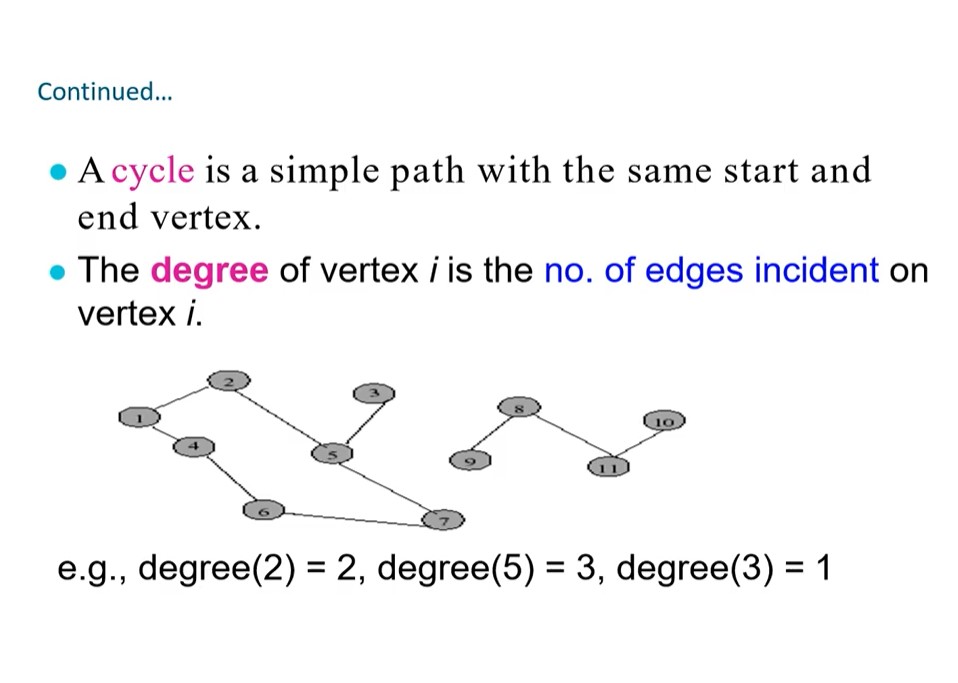 Continued...
• A cycle is a simple path with the same start and
end vertex.
• The degree of vertex i is the no. of edges incident on
vertex i.
2
3
1
8
10
4
5
9
11
6
7
e.g., degree(2) = 2, degree(5) = 3, degree(3) = 1